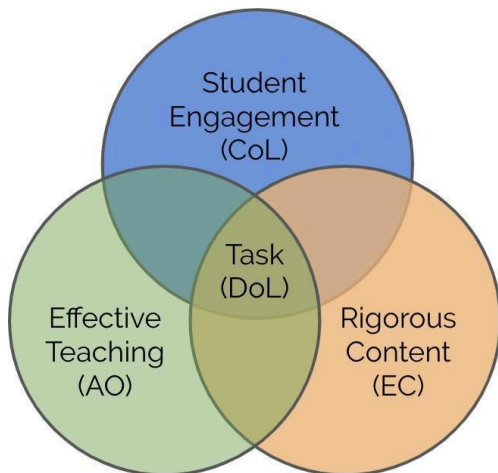 Student
Engagement
(CoL)
Task
(DoL)
Effective
Teaching
(AO)
Rigorous
Content
(EC)